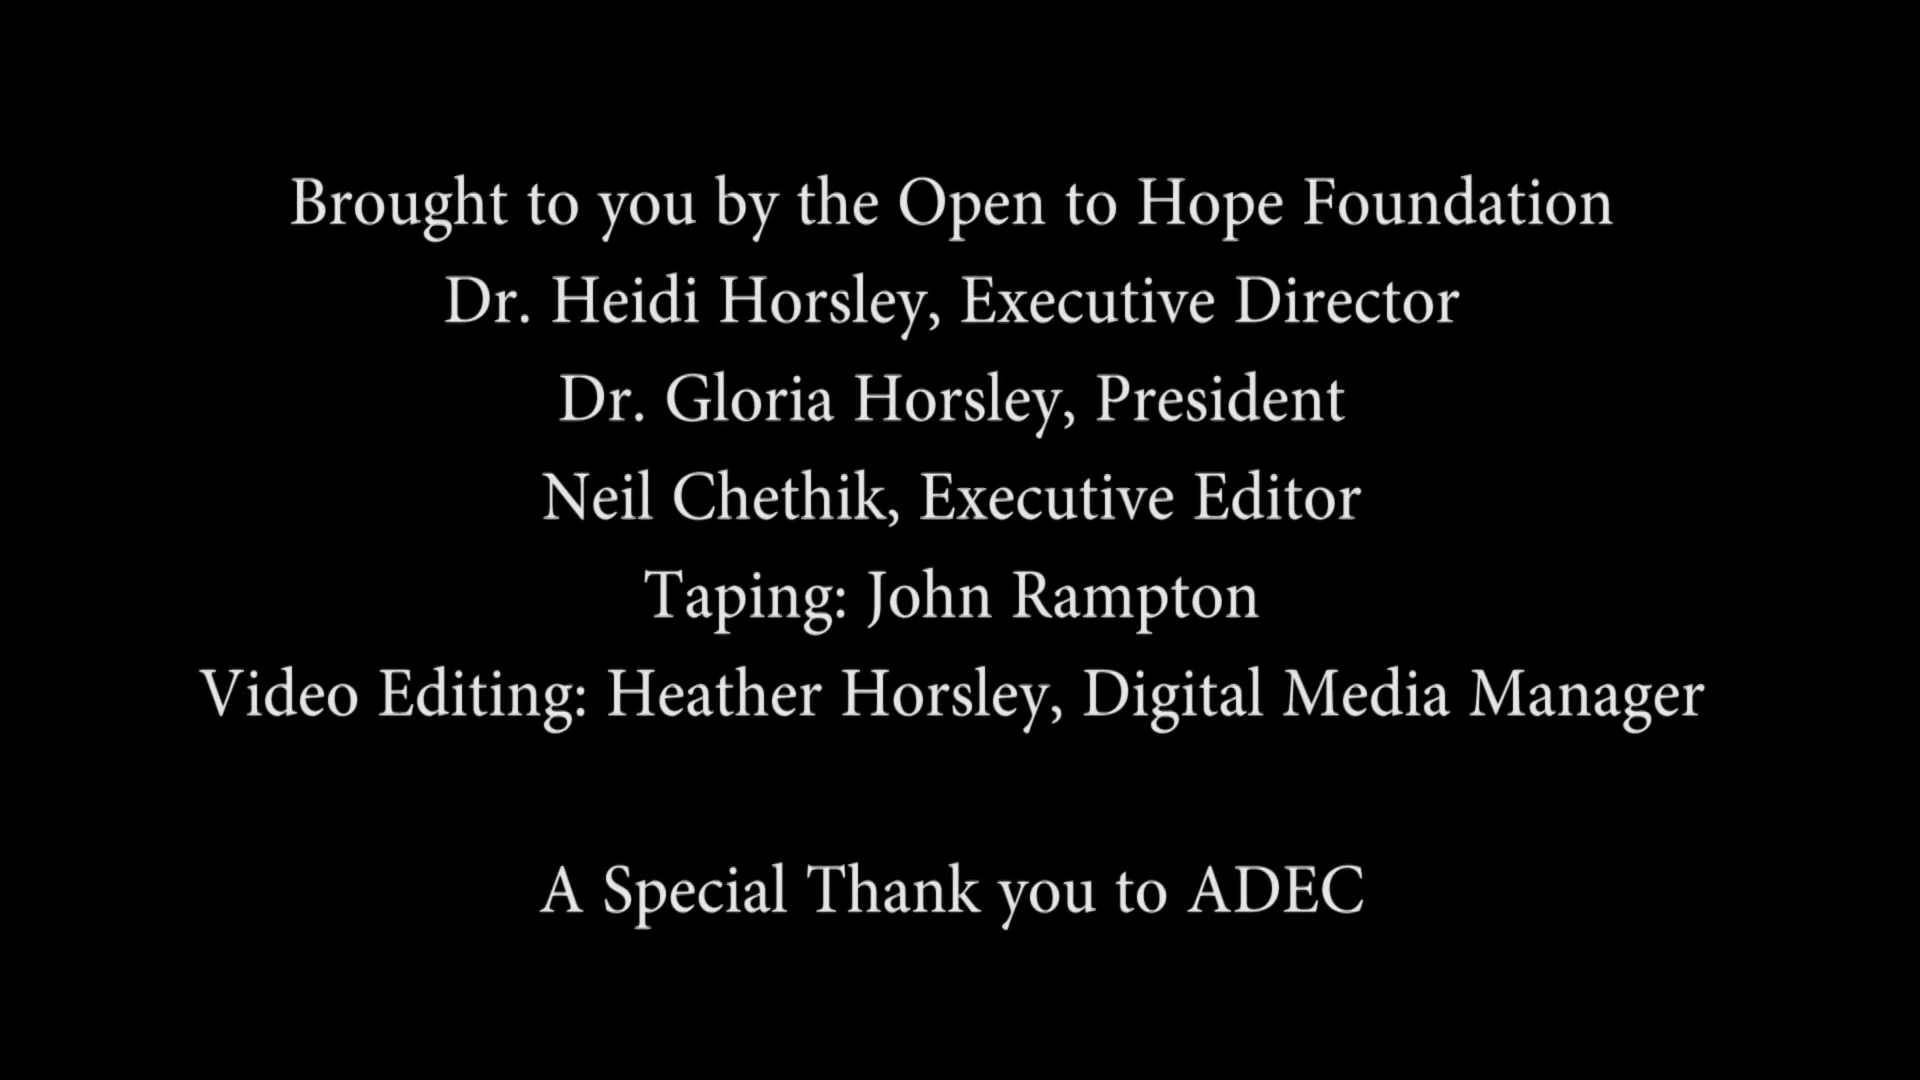 Brought to you by the Open to Hope Foundation
Dr. Heidi Horsley, Executive Director
Dr. Gloria Horsley, President
Neil Chethik, Executive Editor
Taping: John Rampton
Video Editing: Heather Horsley, Digital Media Manager
A Special Thank you to ADEC